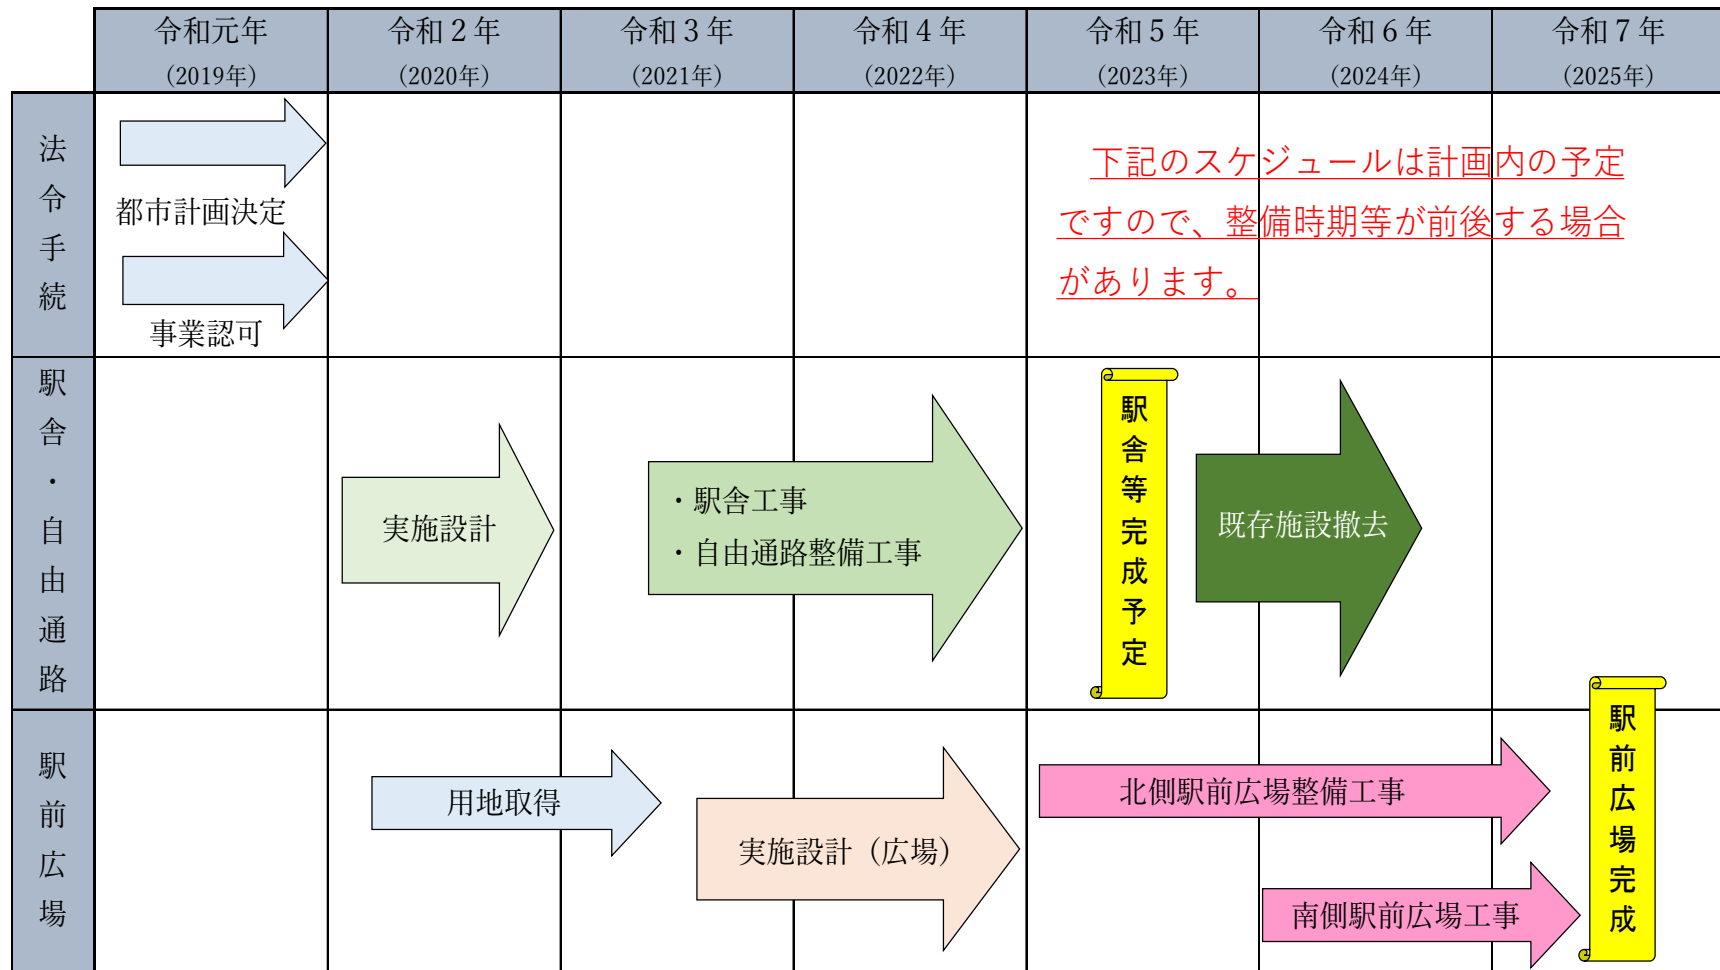 令和元年
(2019年)
令和２年
(2020年)
令和３年
(2021年)
令和４年
(2022年)
令和５年
(2023年)
令和６年
(2024年)
令和７年
(2025年)
法令手続
都市計画決定
事業認可
下記のスケジュールは計画内の予定
ですので、整備時期等が前後する場合
があります。
駅舎・自由通路
実施設計
・駅舎工事
・自由通路整備工事
駅舎等完成予定
既存施設撤去
駅前広場
用地取得
実施設計（広場）
北側駅前広場整備工事
南側駅前広場工事
駅前広場完成